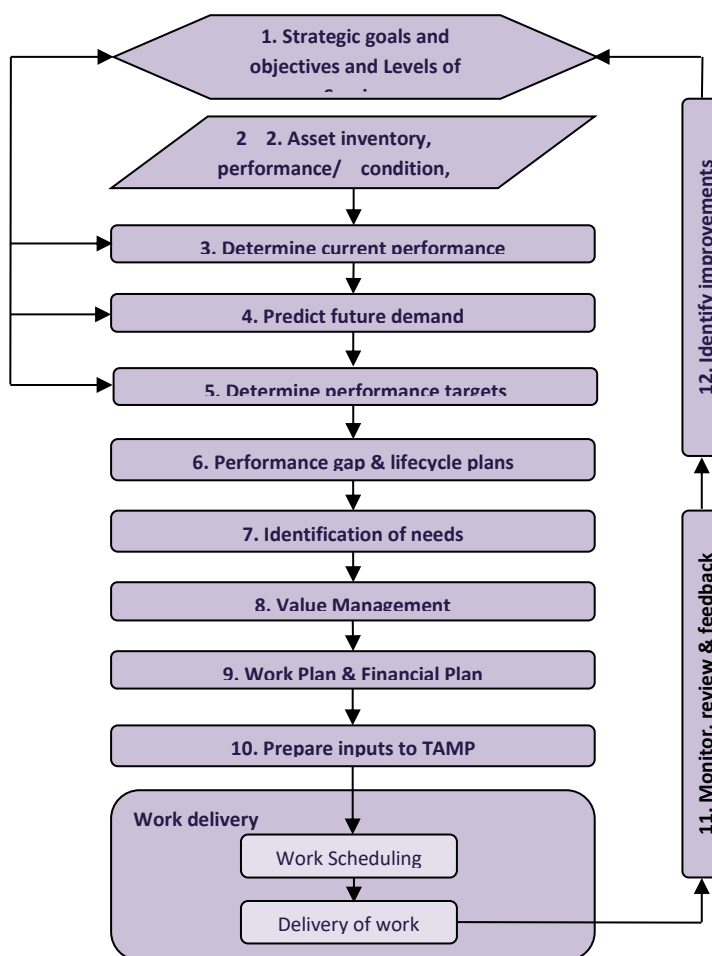 1. Strategic goals and
objectives and Levels of
2 2. Asset inventory,
performance/ condition,
3. Determine current performance
4. Predict future demand
5. Determine performance targets
6. Performance gap & lifecycle plans
7. Identification of needs
8. Value Management
9. Work Plan & Financial Plan
10. Prepare inputs to TAMP
Work delivery
Work Scheduling
Delivery of work
11. Monitor, review & feedback
12. Identify improvements